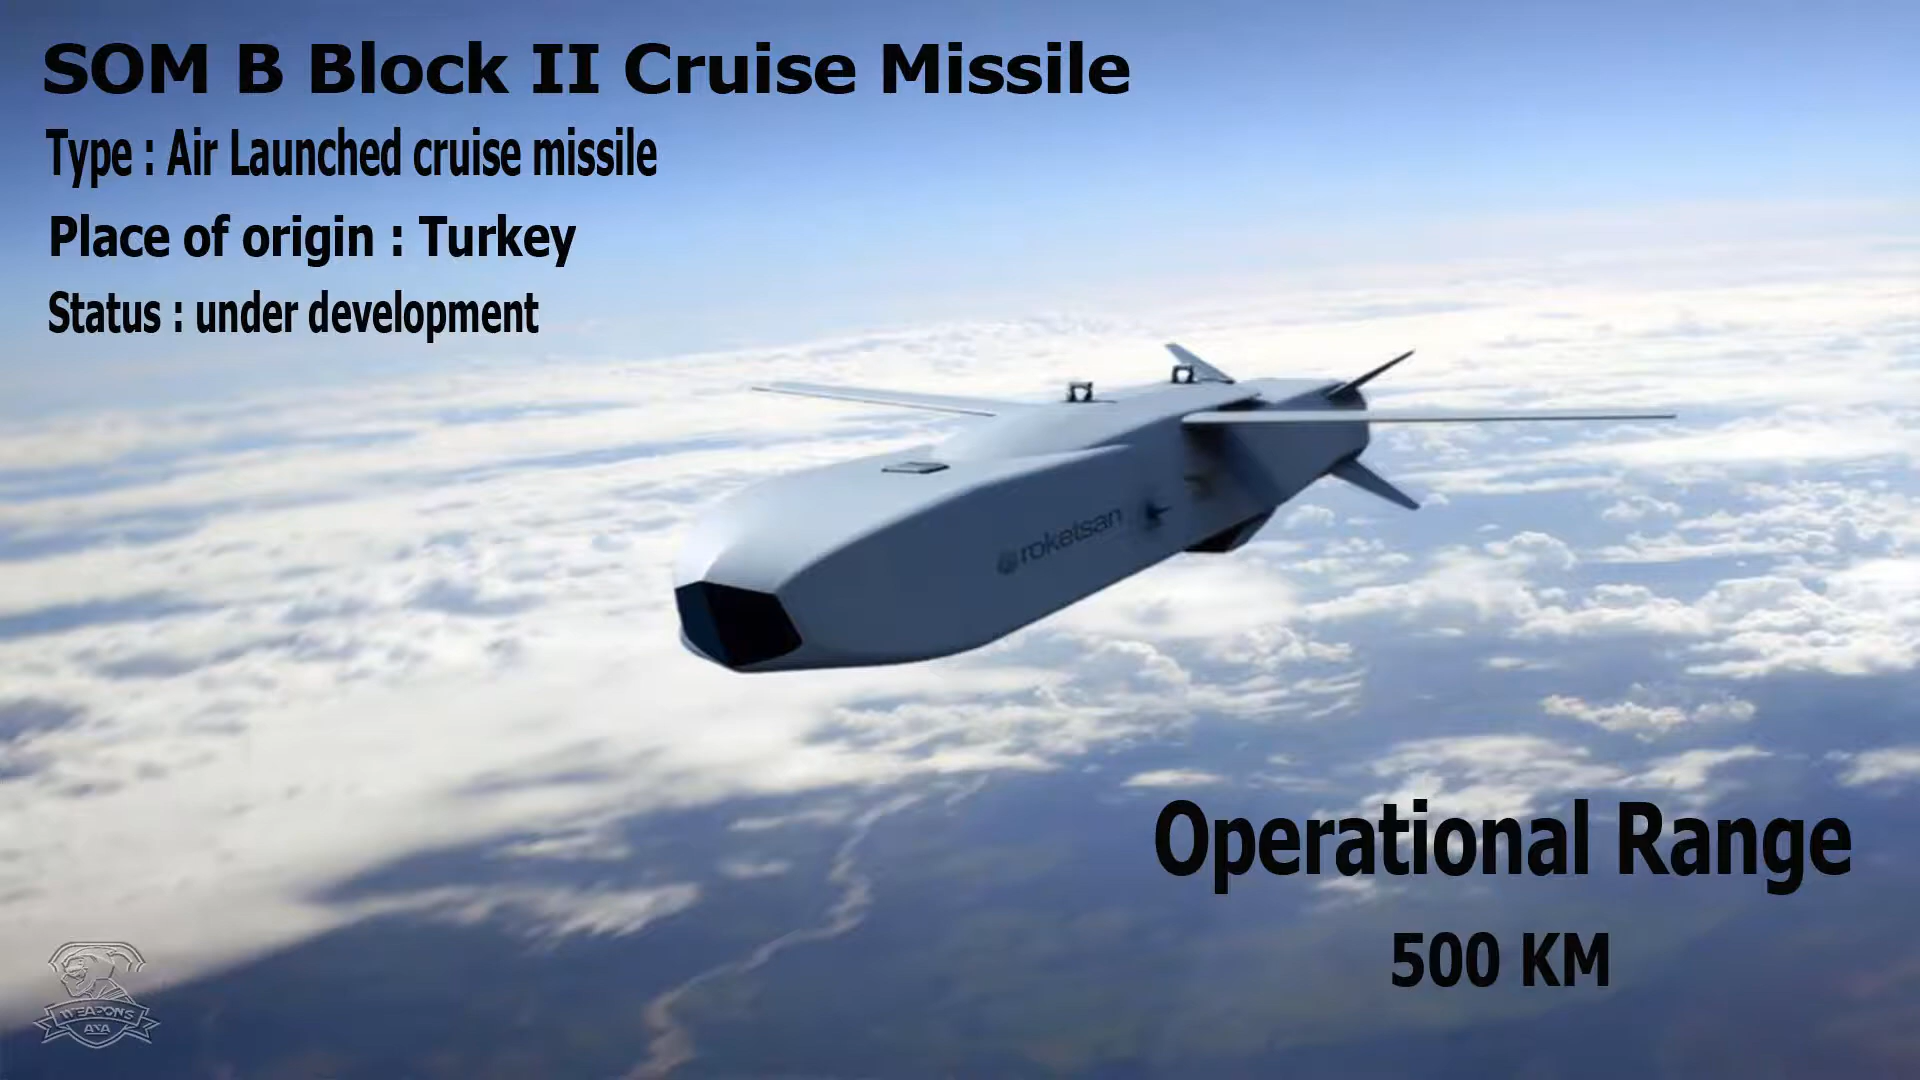 SOM B Block II Cruise Missile
Type : Air Launched cruise missile
Place of origin : Turkey
Status : under development
roketsan
Operational Range
500 KM
WEAPONS